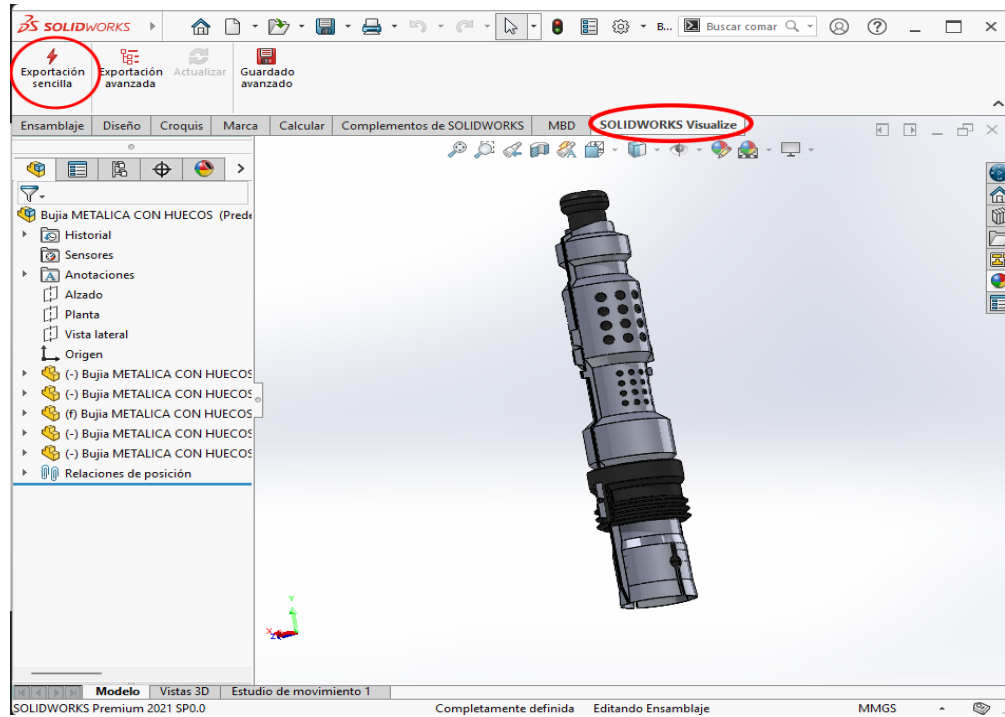 SOLIDWORKS B... Buscar comar
Exportación sencilla
Exportación avanzada
Actualizar
Guardado avanzado
Ensamblaje Diseño Croquis Marca Calcular Complementos de SOLIDWORKS MBD SOLIDWORKS Visualize
Bujia METALICA CON HUECOS (Prede
Historial
Sensores
Anotaciones
Alzado
Planta
Vista lateral
Origen
(-) Bujia METALICA CON HUECOS
(-) Bujia METALICA CON HUECOS
(f) Bujia METALICA CON HUECOS
(-) Bujia METALICA CON HUECOS
(-) Bujia METALICA CON HUECOS
Relaciones de posición
Y
X
Z
Modelo Vistas 3D Estudio de movimiento 1
SOLIDWORKS Premium 2021 SP0.0 Completamente definida Editando Ensamblaje MMGS